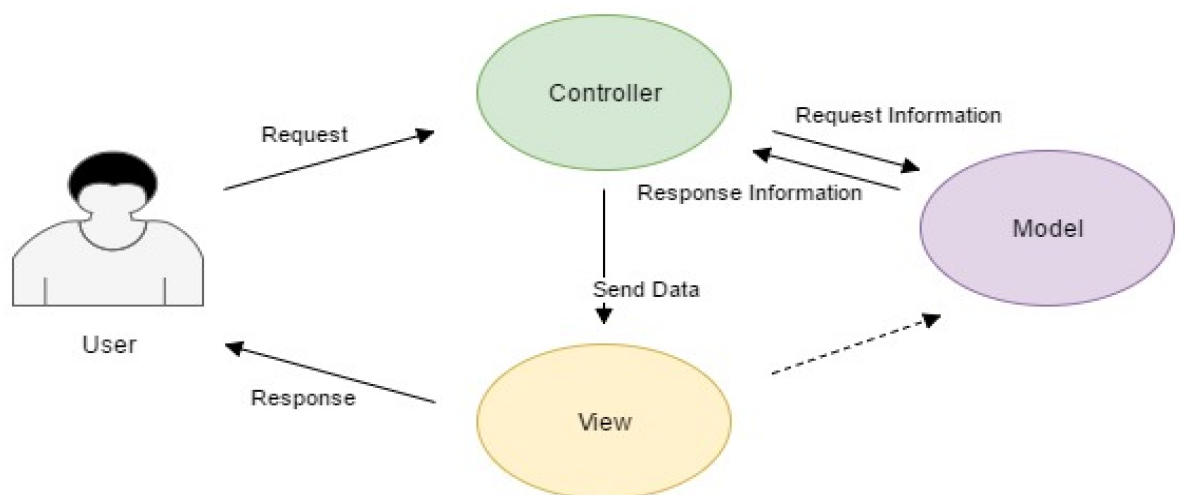 Controller
Request
Request Information
Response Information
Model
Send Data
User
Response
View